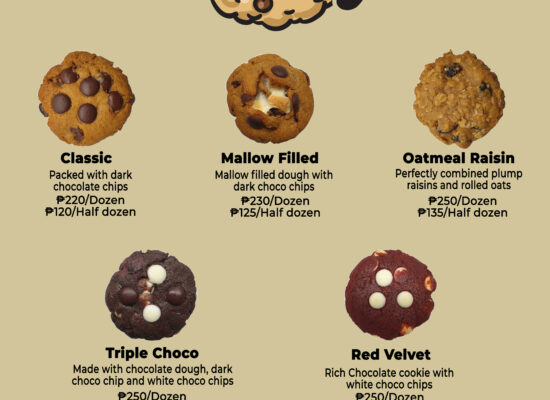 Classic
Packed with dark
chocolate chips
₱220/Dozen
₱120/Half dozen
Mallow Filled
Mallow filled dough with
dark choco chips
₱230/Dozen
₱125/Half dozen
Oatmeal Raisin
Perfectly combined plump
raisins and rolled oats
₱250/Dozen
₱135/Half dozen
Triple Choco
Made with chocolate dough, dark
choco chip and white choco chips
₱250/Dozen
Red Velvet
Rich Chocolate cookie with
white choco chips
₱250/Dozen